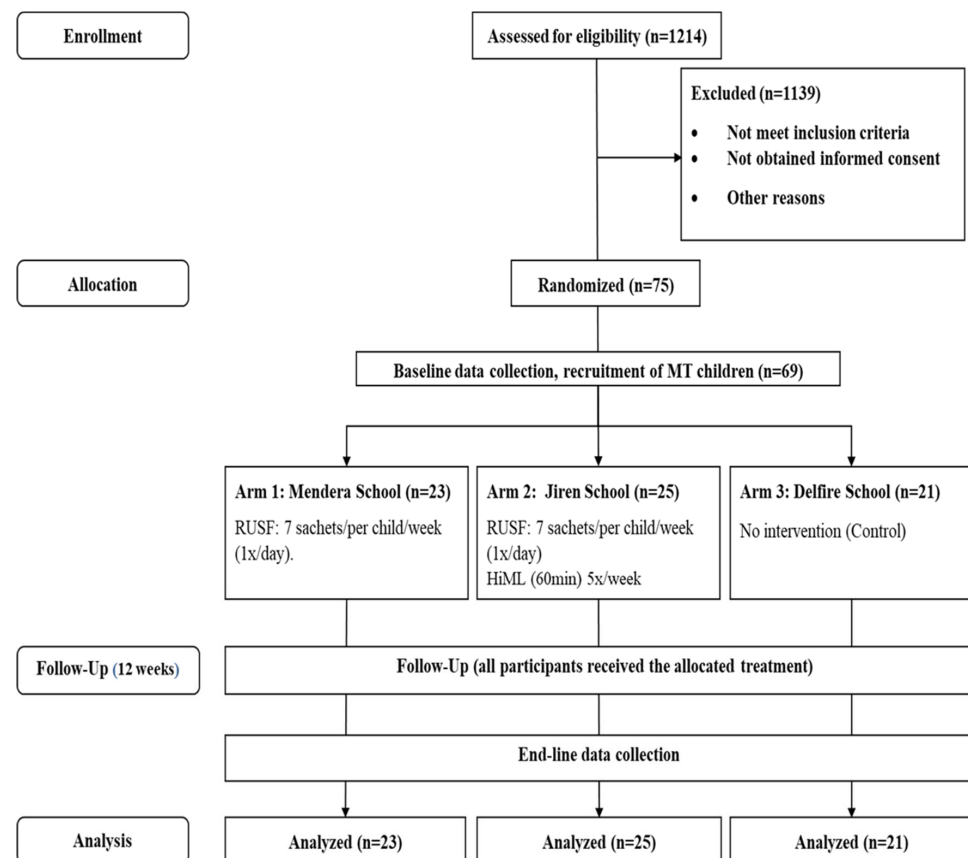 Enrollment
Assessed for eligibility (n=1214)
Excluded (n=1139)
• Not meet inclusion criteria
• Not obtained informed consent
• Other reasons
Allocation
Randomized (n=75)
Baseline data collection, recruitment of MT children (n=69)
Arm 1: Mendera School (n=23)
RUSF: 7 sachets/per child/week
(1x/day).
Arm 2: Jiren School (n=25)
RUSF: 7 sachets/per child/week
(1x/day)
HiML (60min) 5x/week
Arm 3: Delfire School (n=21)
No intervention (Control)
Follow-Up (12 weeks)
Follow-Up (all participants received the allocated treatment)
End-line data collection
Analysis
Analyzed (n=23)
Analyzed (n=25)
Analyzed (n=21)